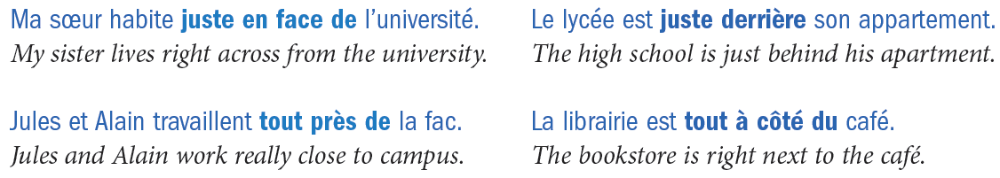 Ma sœur habite juste en face de l’université.
My sister lives right across from the university.
Jules et Alain travaillent tout près de la fac.
Jules and Alain work really close to campus.
Le lycée est juste derrière son appartement.
The high school is just behind his apartment.
La librairie est tout à côté du café.
The bookstore is right next to the café.